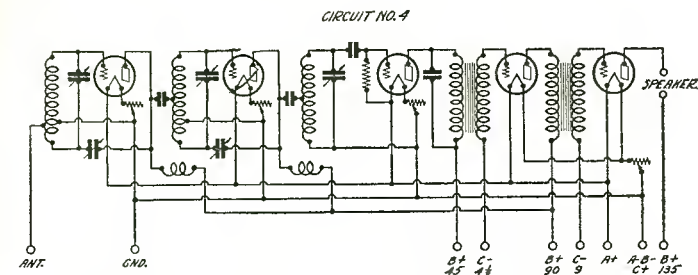 CIRCUIT NO. 4
SPEAKER.
ANT.
GND.
B+ 45
C- 4½
B+ 90
C- 9
A+
A- B- C+
B+ 135